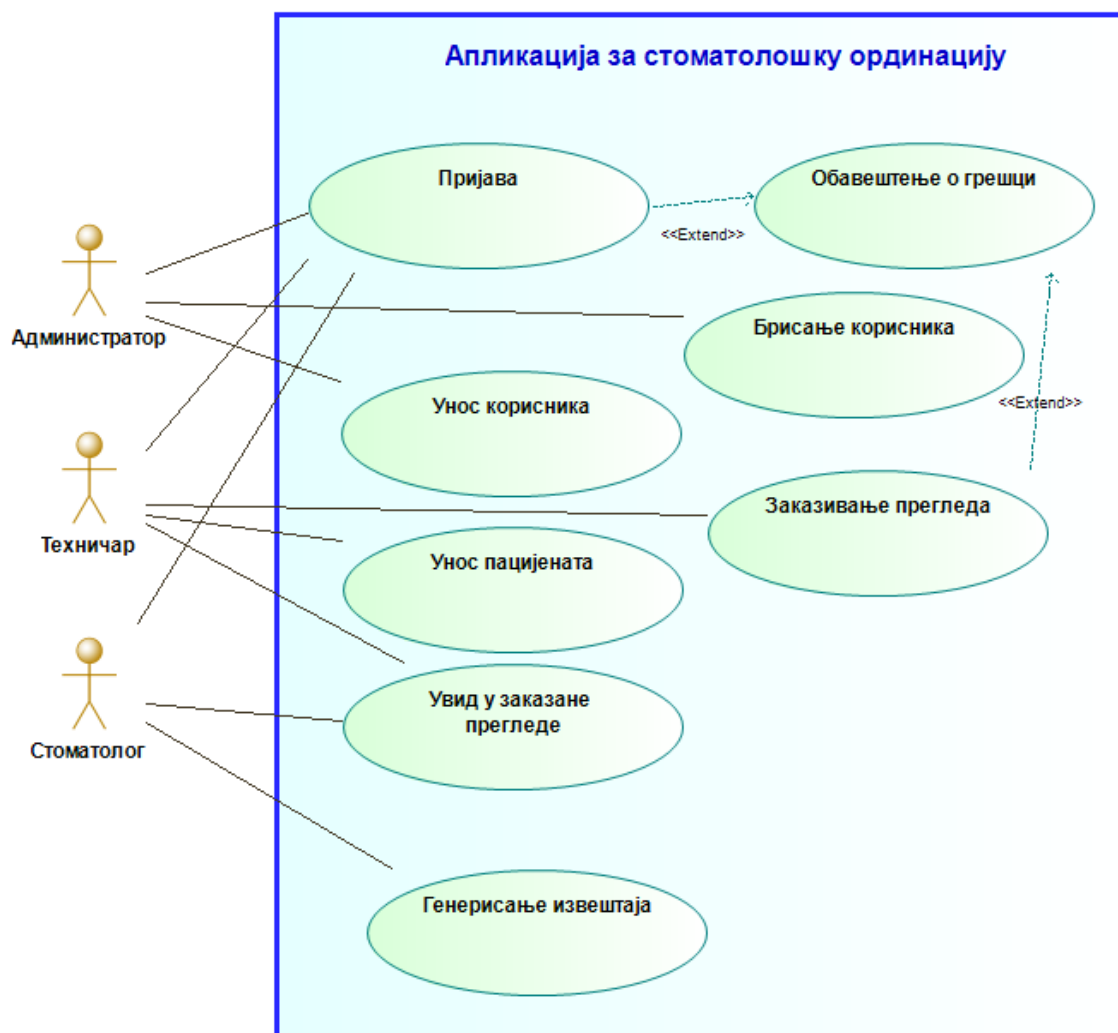 Апликација за стоматолошку ординацију
Пријава
Обавештење о грешци
<<Extend>>
Администратор
Брисање корисника
Унос корисника
<<Extend>>
Техничар
Заказивање прегледа
Унос пацијената
Стоматолог
Увид у заказане
прегледе
Генерисање извештаја